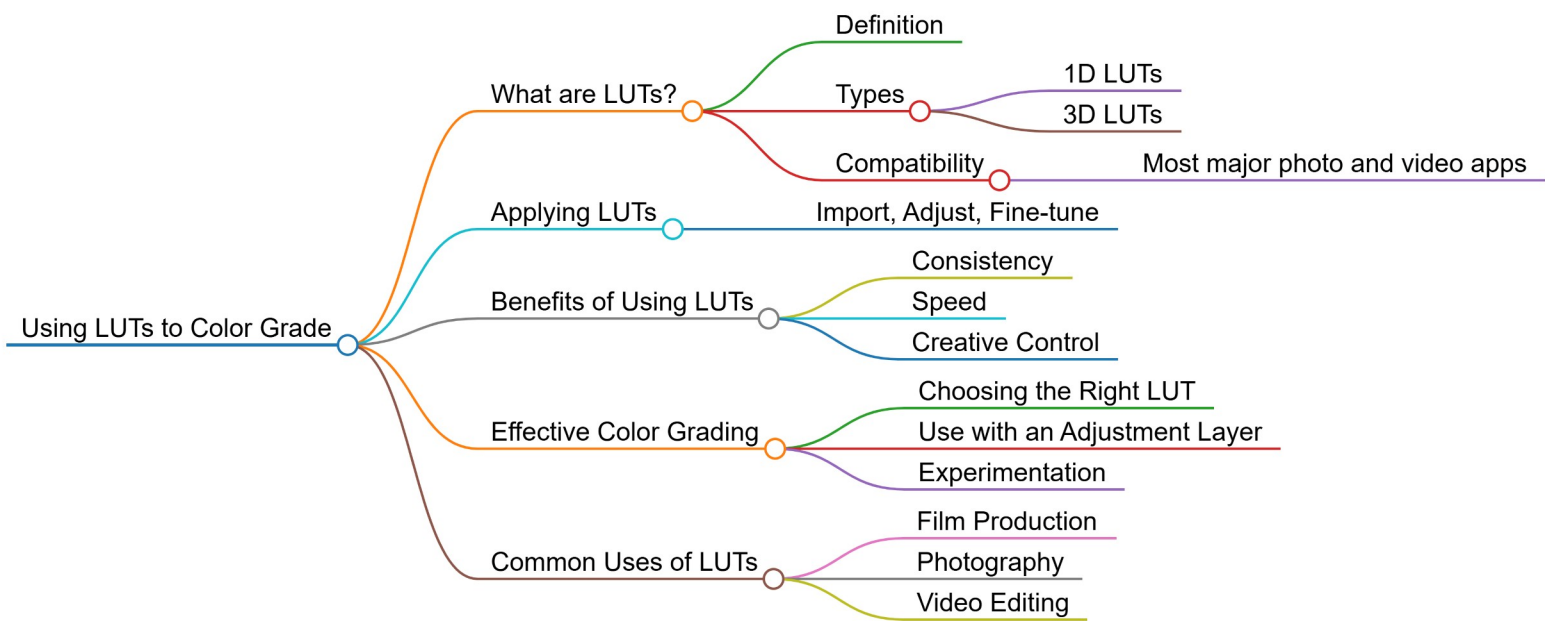 Using LUTs to Color Grade
What are LUTs?
Definition
Types
1D LUTs
3D LUTs
Compatibility
Most major photo and video apps
Applying LUTs
Import, Adjust, Fine-tune
Benefits of Using LUTs
Consistency
Speed
Creative Control
Effective Color Grading
Choosing the Right LUT
Use with an Adjustment Layer
Experimentation
Common Uses of LUTs
Film Production
Photography
Video Editing